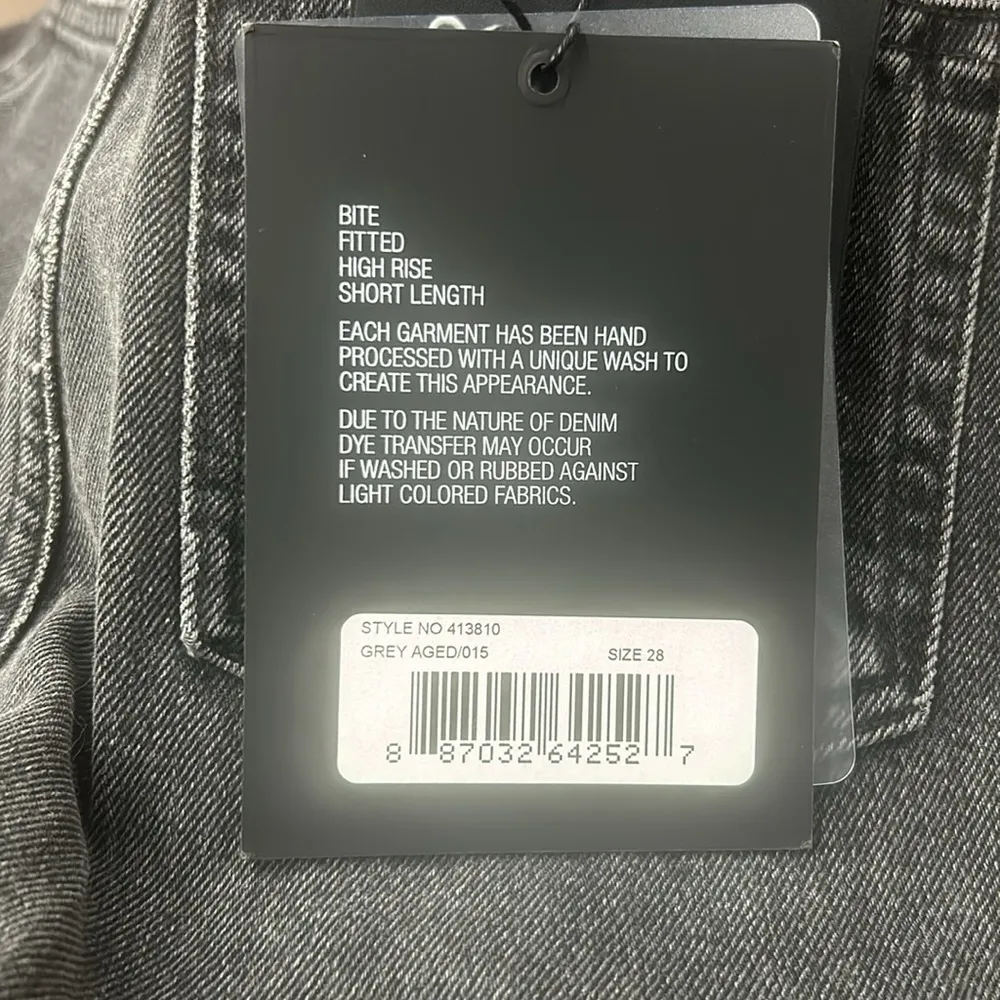 BITE
FITTED
HIGH RISE
SHORT LENGTH
EACH GARMENT HAS BEEN HAND
PROCESSED WITH A UNIQUE WASH TO
CREATE THIS APPEARANCE.
DUE TO THE NATURE OF DENIM
DYE TRANSFER MAY OCCUR
IF WASHED OR RUBBED AGAINST
LIGHT COLORED FABRICS.
STYLE NO 413810
GREY AGED/015 SIZE 28
8 87032 64252 7